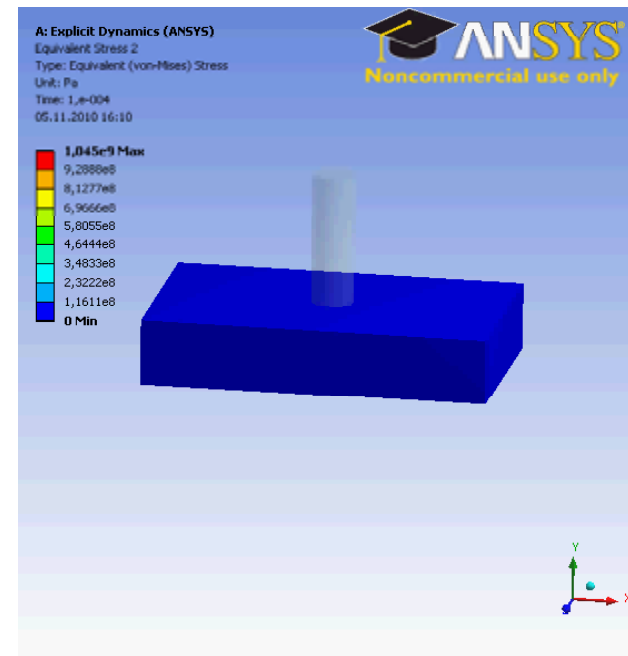 A: Explicit Dynamics (ANSYS)
Equivalent Stress 2
Type: Equivalent (von-Mises) Stress
Unit: Pa
Time: 1,e-004
05.11.2010 16:10
ANSYS
Noncommercial use only
1,045e9 Max
9,2888e8
8,1277e8
6,9666e8
5,8055e8
4,6444e8
3,4833e8
2,3222e8
1,1611e8
0 Min
Y
X